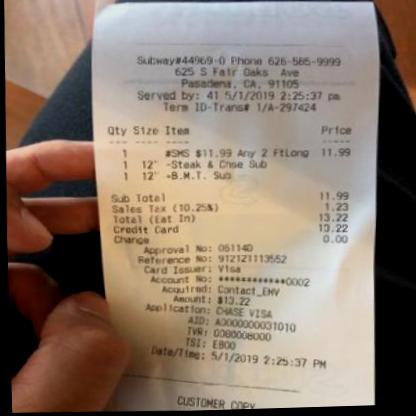 Subway#44969-0 Phone 626-585-9999
625 S Fair Oaks Ave
Pasadena, CA, 91105
Served by: 41 5/1/2019 2:25:37 pm
Term ID-Trans# 1/A-297424
Qty Size Item Price
1 #SMS $11.99 Any 2 FtLong 11.99
1 12" -Steak & Chse Sub
1 12" -B.M.T. Sub
Sub Total 11.99
Sales Tax (10.25%) 1.23
Total (Eat In) 13.22
Credit Card 13.22
Change 0.00
Approval No: 06114D
Reference No: 912121113552
Card Issuer: Visa
Account No: ************0002
Acquired: Contact_EMV
Amount: $13.22
Application: CHASE VISA
AID: A0000000031010
TVR: 0080008000
TSI: E800
Date/Time: 5/1/2019 2:25:37 PM
CUSTOMER COPY